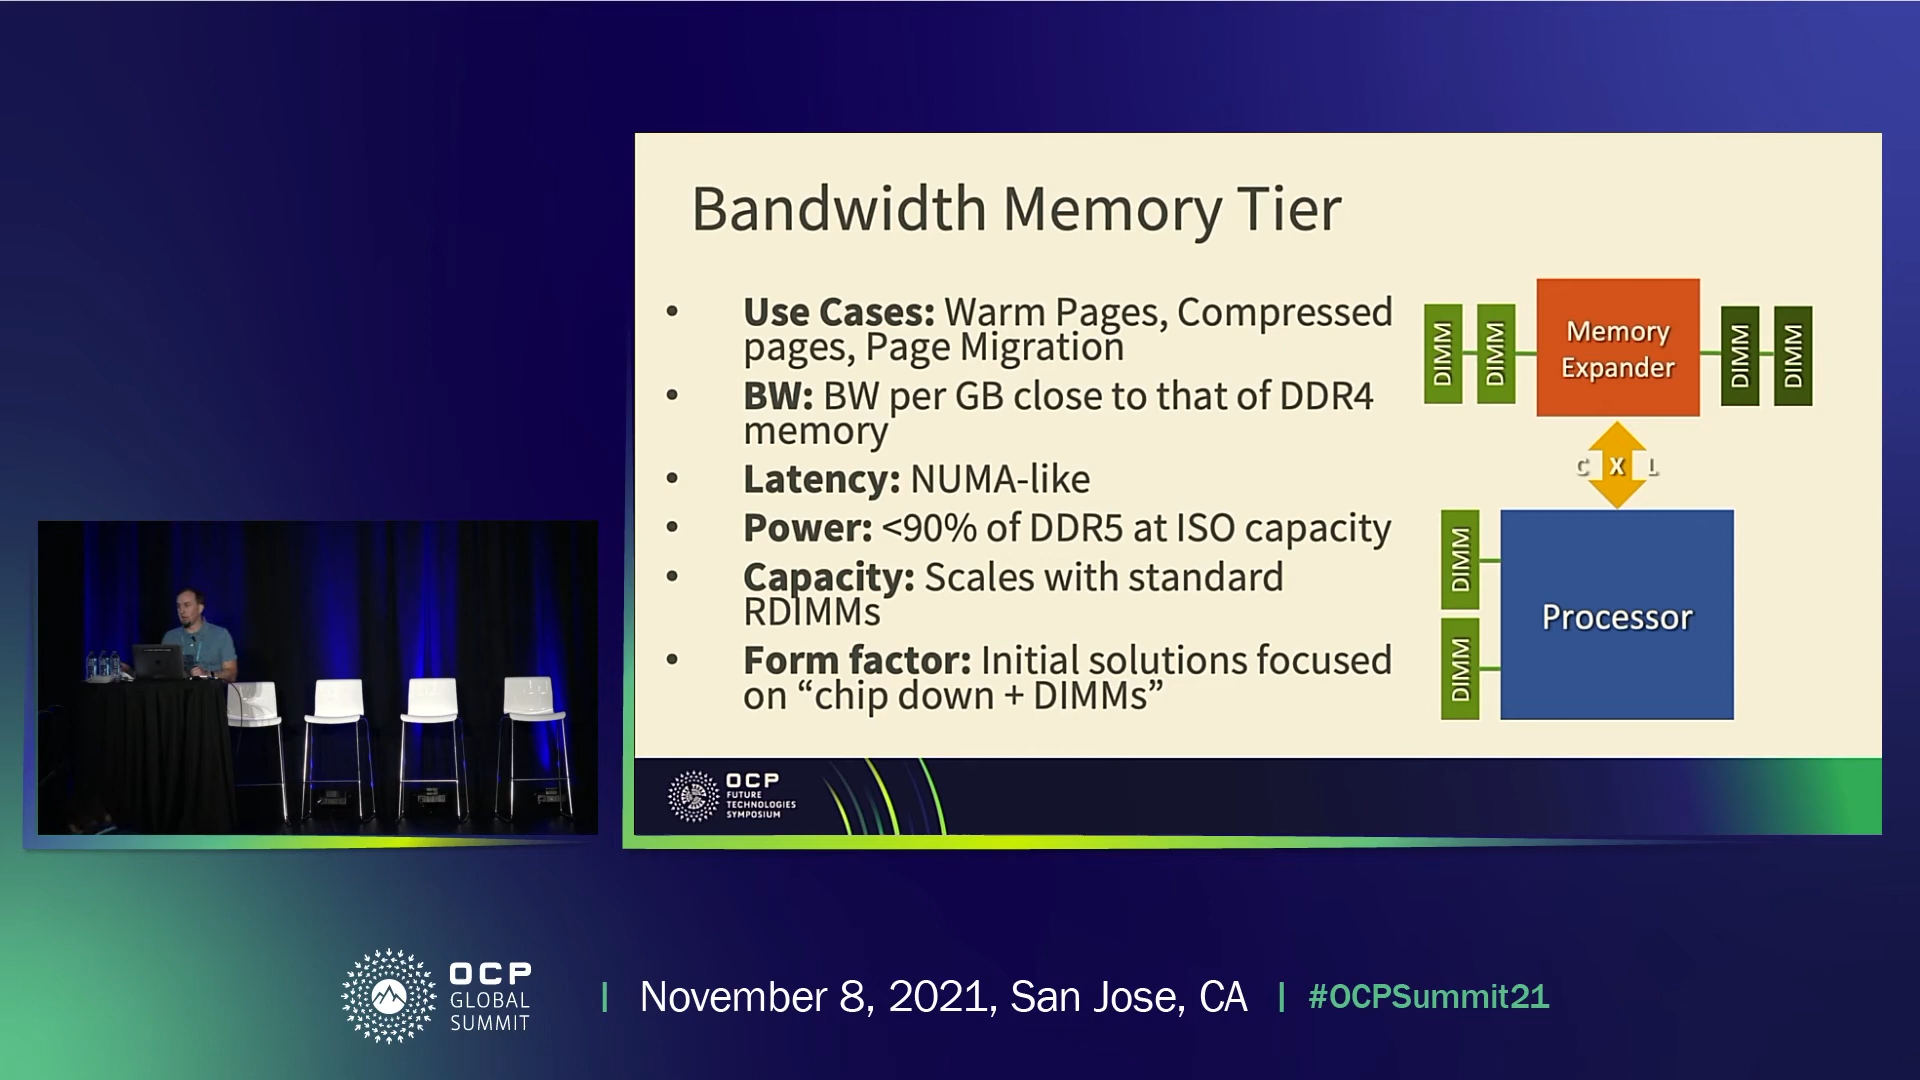 Bandwidth Memory Tier
• Use Cases: Warm Pages, Compressed
pages, Page Migration
• BW: BW per GB close to that of DDR4
memory
• Latency: NUMA-like
• Power: <90% of DDR5 at ISO capacity
• Capacity: Scales with standard
RDIMMs
• Form factor: Initial solutions focused
on “chip down + DIMMs”
DIMM
DIMM
Memory
Expander
DIMM
DIMM
C X L
DIMM
DIMM
Processor
OCP
FUTURE
TECHNOLOGIES
SYMPOSIUM
OCP
GLOBAL
SUMMIT
| November 8, 2021, San Jose, CA | #OCPSummit21